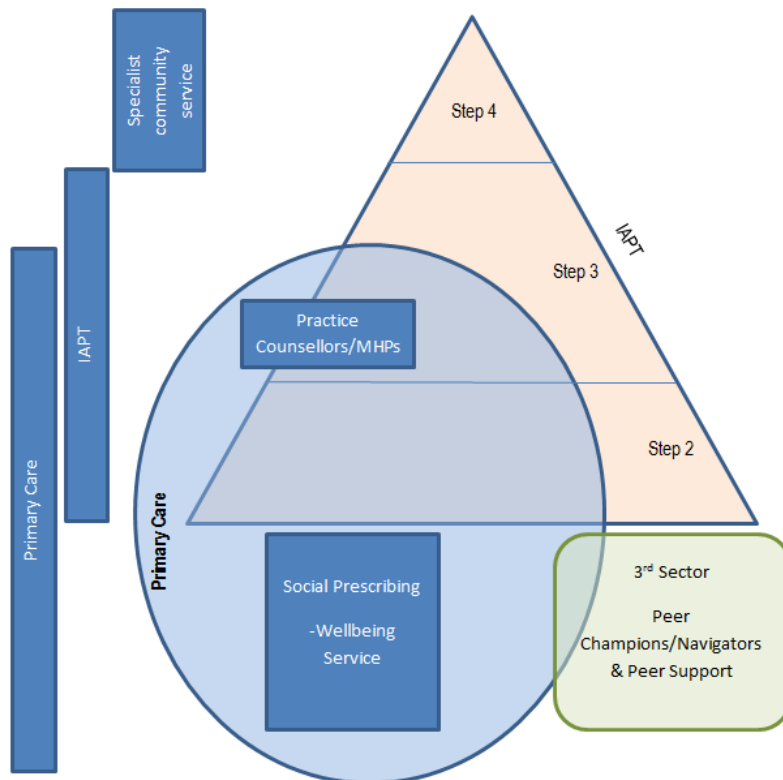 Specialist
community
service
Step 4
IAPT
Step 3
Practice
Counsellors/MHPs
IAPT
Step 2
Primary Care
Primary Care
Social Prescribing
-Wellbeing
Service
3rd Sector
Peer
Champions/Navigators
& Peer Support